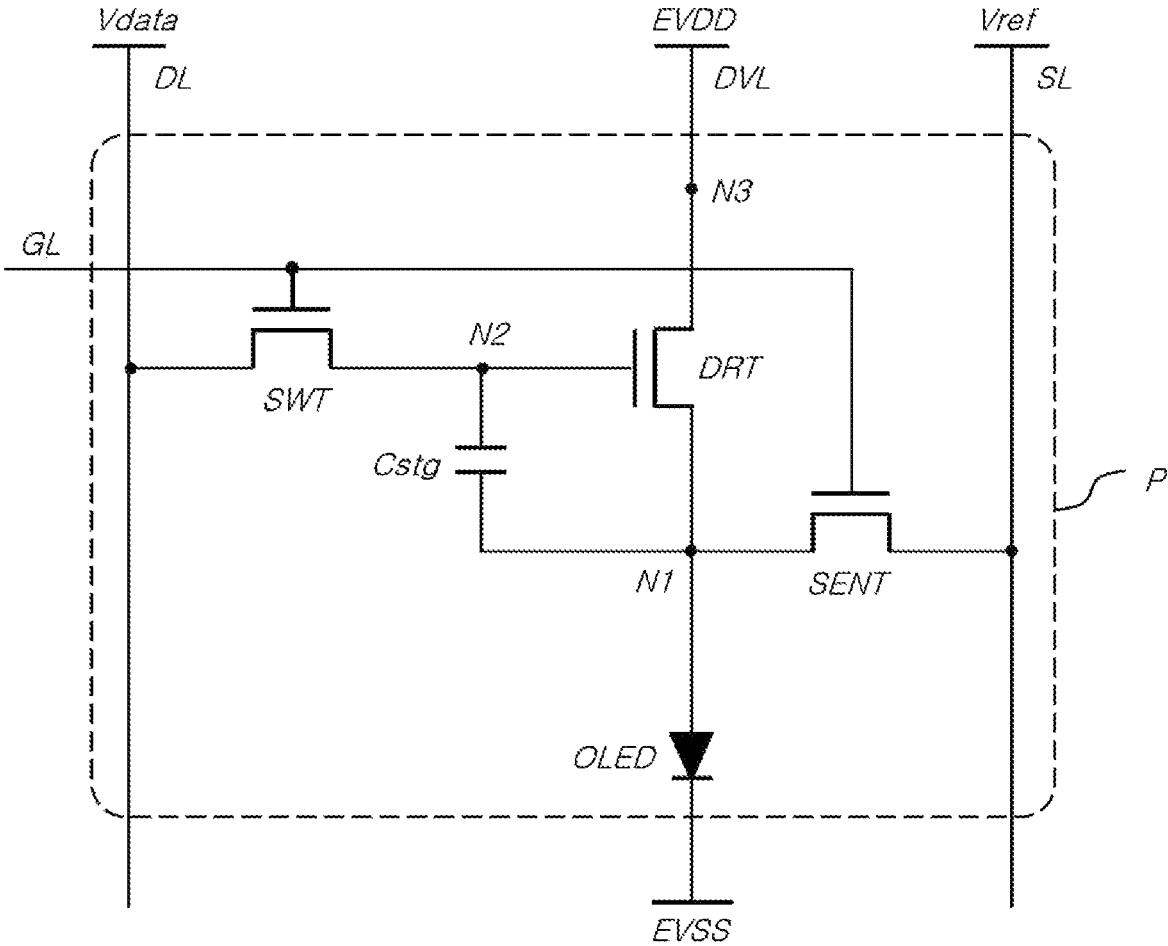 Vdata
EVDD
Vref
DL
DVL
SL
N3
GL
N2
DRT
SWT
Cstg
P
N1
SENT
OLED
EVSS